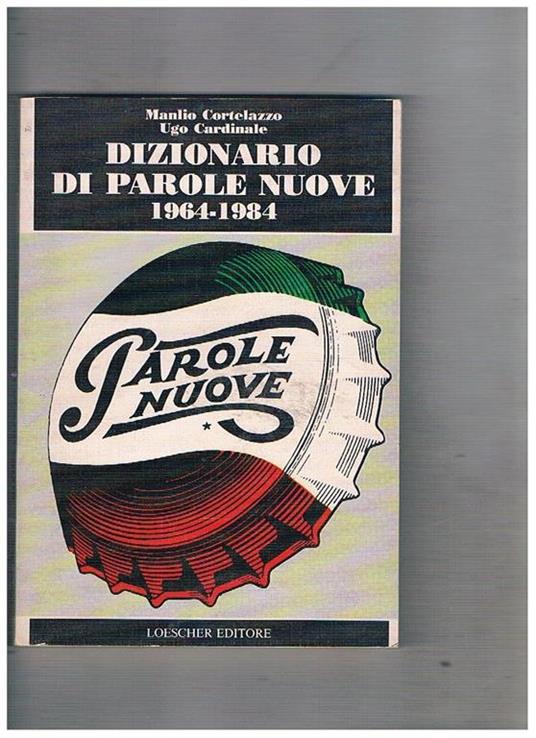 Manlio Cortelazzo
Ugo Cardinale
DIZIONARIO
DI PAROLE NUOVE
1964-1984
PAROLE
NUOVE
LOESCHER EDITORE